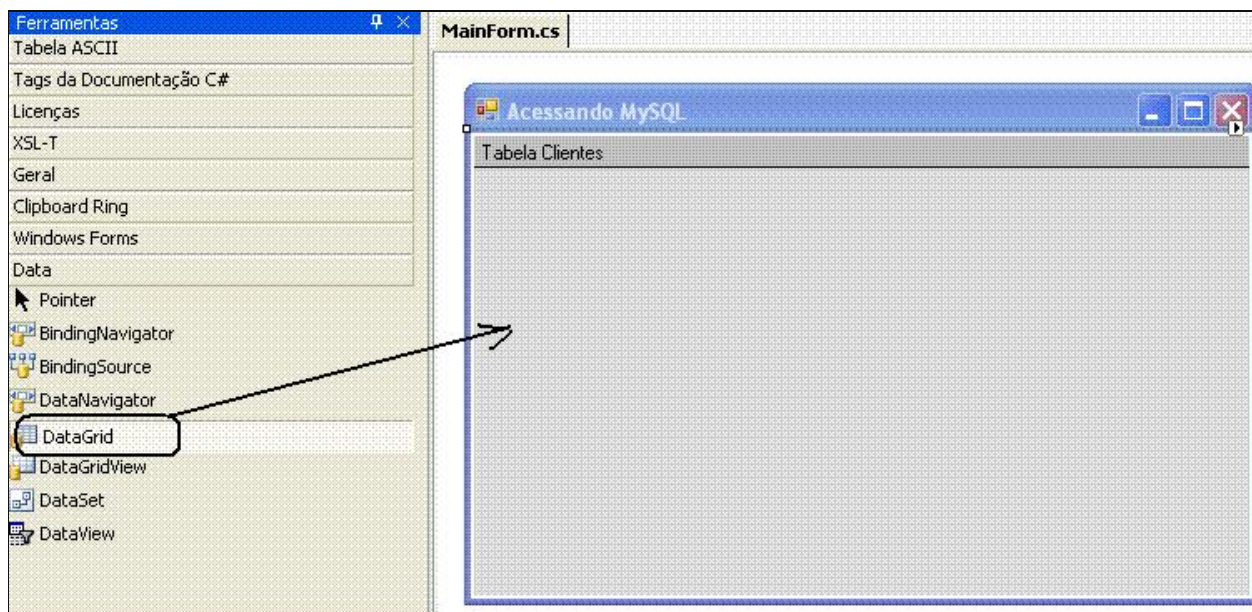 Ferramentas
Tabela ASCII
Tags da Documentação C#
Licenças
XSL-T
Geral
Clipboard Ring
Windows Forms
Data
Pointer
BindingNavigator
BindingSource
DataNavigator
DataGrid
DataGridView
DataSet
DataView
MainForm.cs
Acessando MySQL
Tabela Clientes